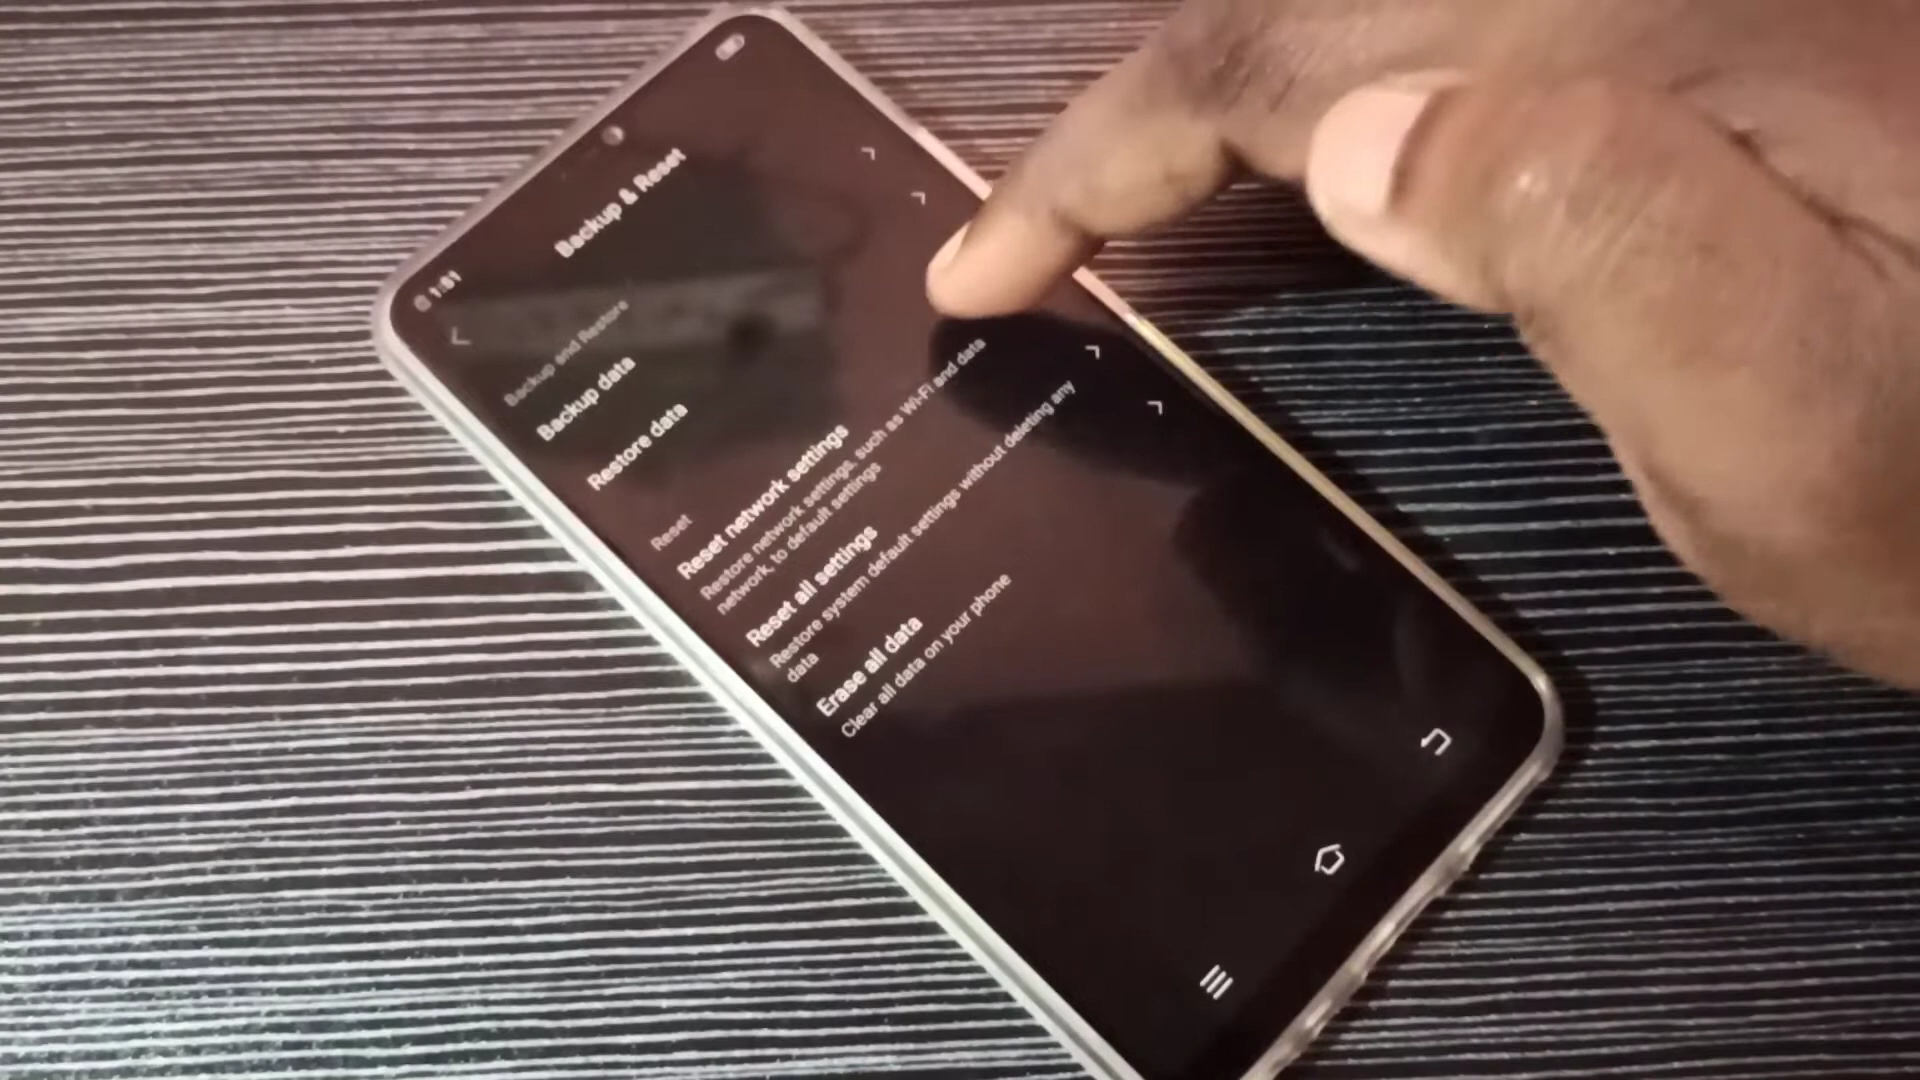 1:51
Backup & Reset
Backup and Restore
Backup data
Restore data
Reset
Reset network settings
Restore network settings, such as Wi-Fi and data
network, to default settings
Reset all settings
Restore system default settings without deleting any
data
Erase all data
Clear all data on your phone